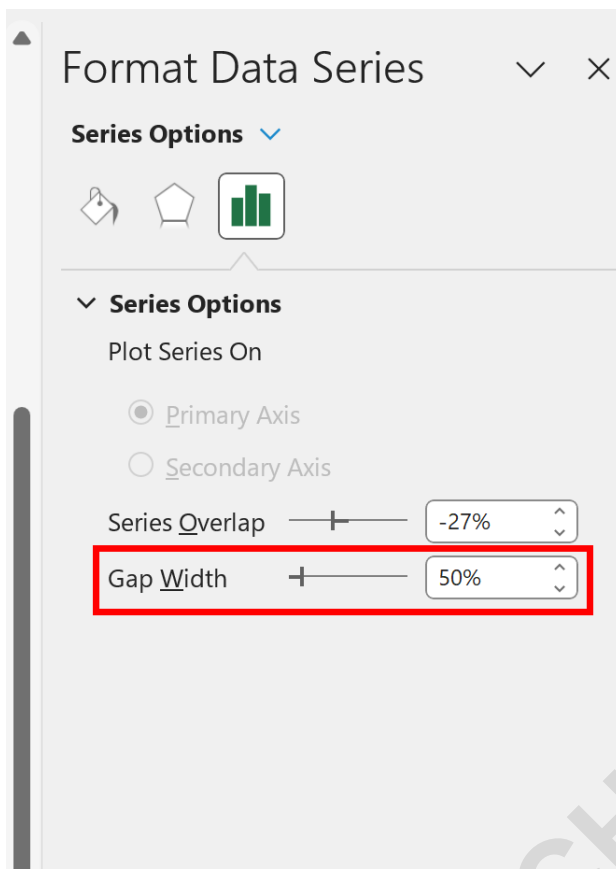 Format Data Series
Series Options
Series Options
Plot Series On
Primary Axis
Secondary Axis
Series Overlap -27%
Gap Width 50%